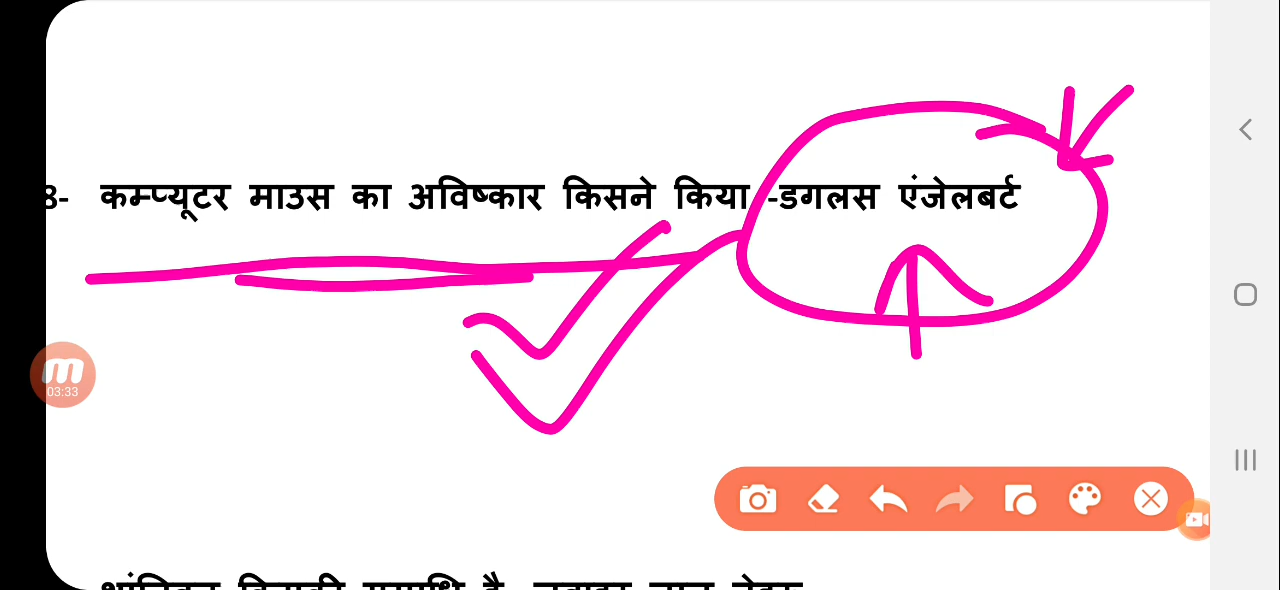 8- कम्प्यूटर माउस का अविष्कार किसने किया -डगलस एंजेलबर्ट
03:33